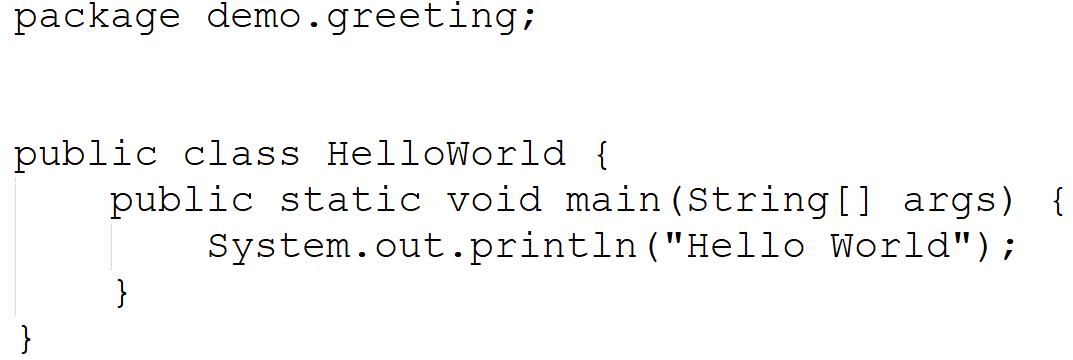 package demo.greeting;
public class HelloWorld {
    public static void main(String[] args) {
        System.out.println("Hello World");
    }
}